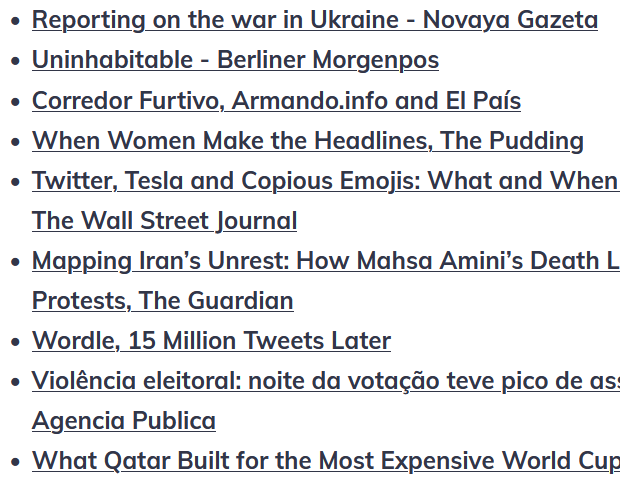 Reporting on the war in Ukraine - Novaya Gazeta
Uninhabitable - Berliner Morgenpos
Corredor Furtivo, Armando.info and El País
When Women Make the Headlines, The Pudding
Twitter, Tesla and Copious Emojis: What and When
The Wall Street Journal
Mapping Iran’s Unrest: How Mahsa Amini’s Death L
Protests, The Guardian
Wordle, 15 Million Tweets Later
Violência eleitoral: noite da votação teve pico de ass
Agencia Publica
What Qatar Built for the Most Expensive World Cup